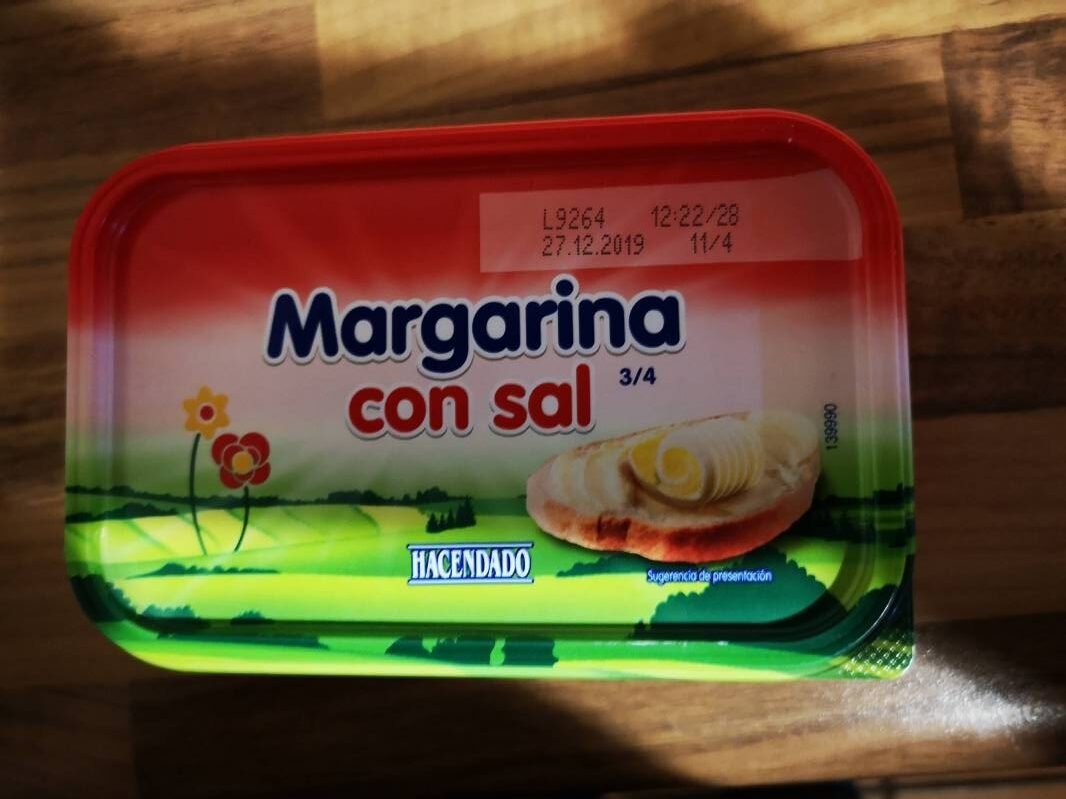 L9264 12:22/28
27.12.2019 11/4
Margarina
con sal 3/4
139990
HACENDADO
Sugerencia de presentación